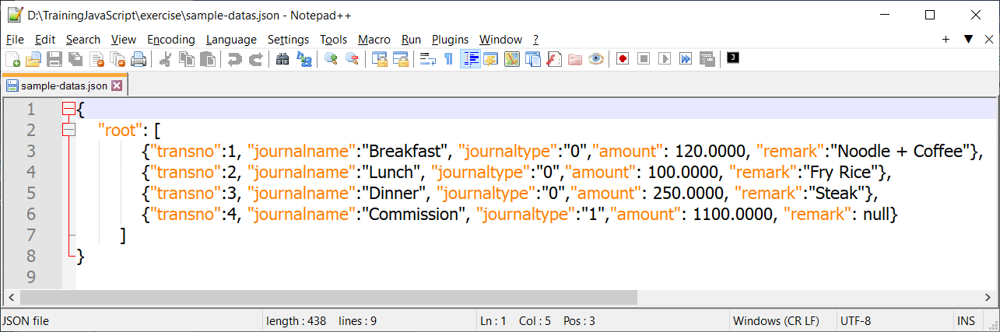 D:\TrainingJavaScript\exercise\sample-datas.json - Notepad++
File Edit Search View Encoding Language Settings Tools Macro Run Plugins Window ?
sample-datas.json
1 {
2 "root": [
3 {"transno":1, "journalname":"Breakfast", "journaltype":"0","amount": 120.0000, "remark":"Noodle + Coffee"},
4 {"transno":2, "journalname":"Lunch", "journaltype":"0","amount": 100.0000, "remark":"Fry Rice"},
5 {"transno":3, "journalname":"Dinner", "journaltype":"0","amount": 250.0000, "remark":"Steak"},
6 {"transno":4, "journalname":"Commission", "journaltype":"1","amount": 1100.0000, "remark": null}
7 ]
8 }
9
JSON file length : 438 lines : 9 Ln : 1 Col : 5 Pos : 3 Windows (CR LF) UTF-8 INS